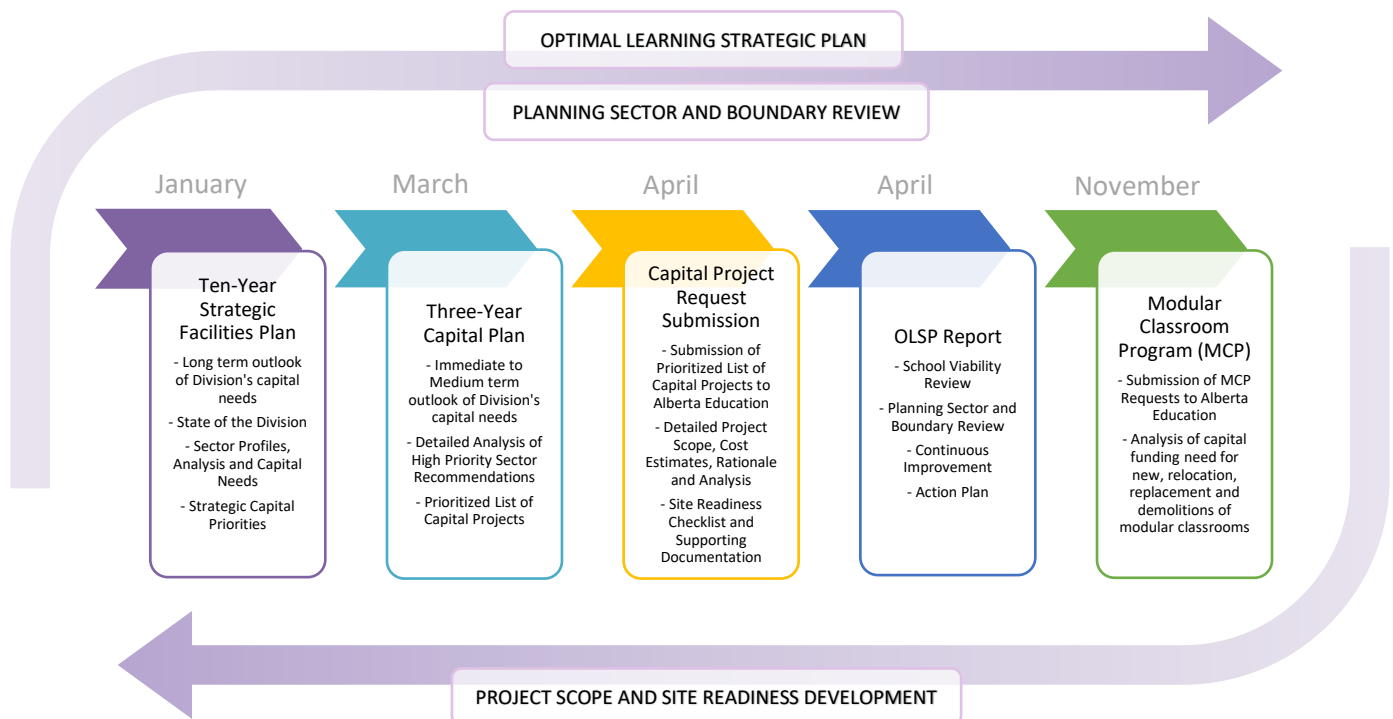 OPTIMAL LEARNING STRATEGIC PLAN
PLANNING SECTOR AND BOUNDARY REVIEW
January
March
April
April
November
Ten-Year
Strategic
Facilities Plan
- Long term outlook
of Division's capital
needs
- State of the Division
- Sector Profiles,
Analysis and Capital
Needs
- Strategic Capital
Priorities
Three-Year
Capital Plan
- Immediate to
Medium term
outlook of Division's
capital needs
- Detailed Analysis of
High Priority Sector
Recommendations
- Prioritized List of
Capital Projects
Capital Project
Request
Submission
- Submission of
Prioritized List of
Capital Projects to
Alberta Education
- Detailed Project
Scope, Cost
Estimates, Rationale
and Analysis
- Site Readiness
Checklist and
Supporting
Documentation
OLSP Report
- School Viability
Review
- Planning Sector and
Boundary Review
- Continuous
Improvement
- Action Plan
Modular
Classroom
Program (MCP)
- Submission of MCP
Requests to Alberta
Education
- Analysis of capital
funding need for
new, relocation,
replacement and
demolitions of
modular classrooms
PROJECT SCOPE AND SITE READINESS DEVELOPMENT